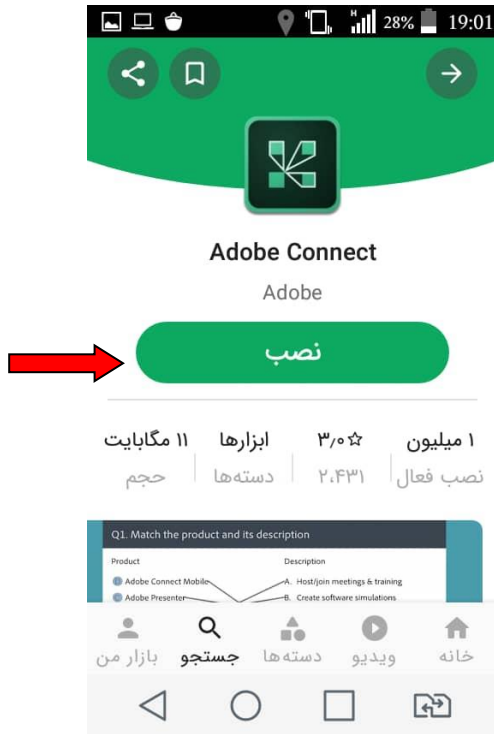 28% 19:01
Adobe Connect
Adobe
نصب
۱ میلیون ۳٫۰ ابزارها ۱۱ مگابایت
نصب فعال ۲،۴۳۱ دسته‌ها حجم
Q1. Match the product and its description
Product Description
Adobe Connect Mobile A. Host/join meetings & training
Adobe Presenter B. Create software simulations
خانه ویدیو دسته‌ها جستجو بازار من